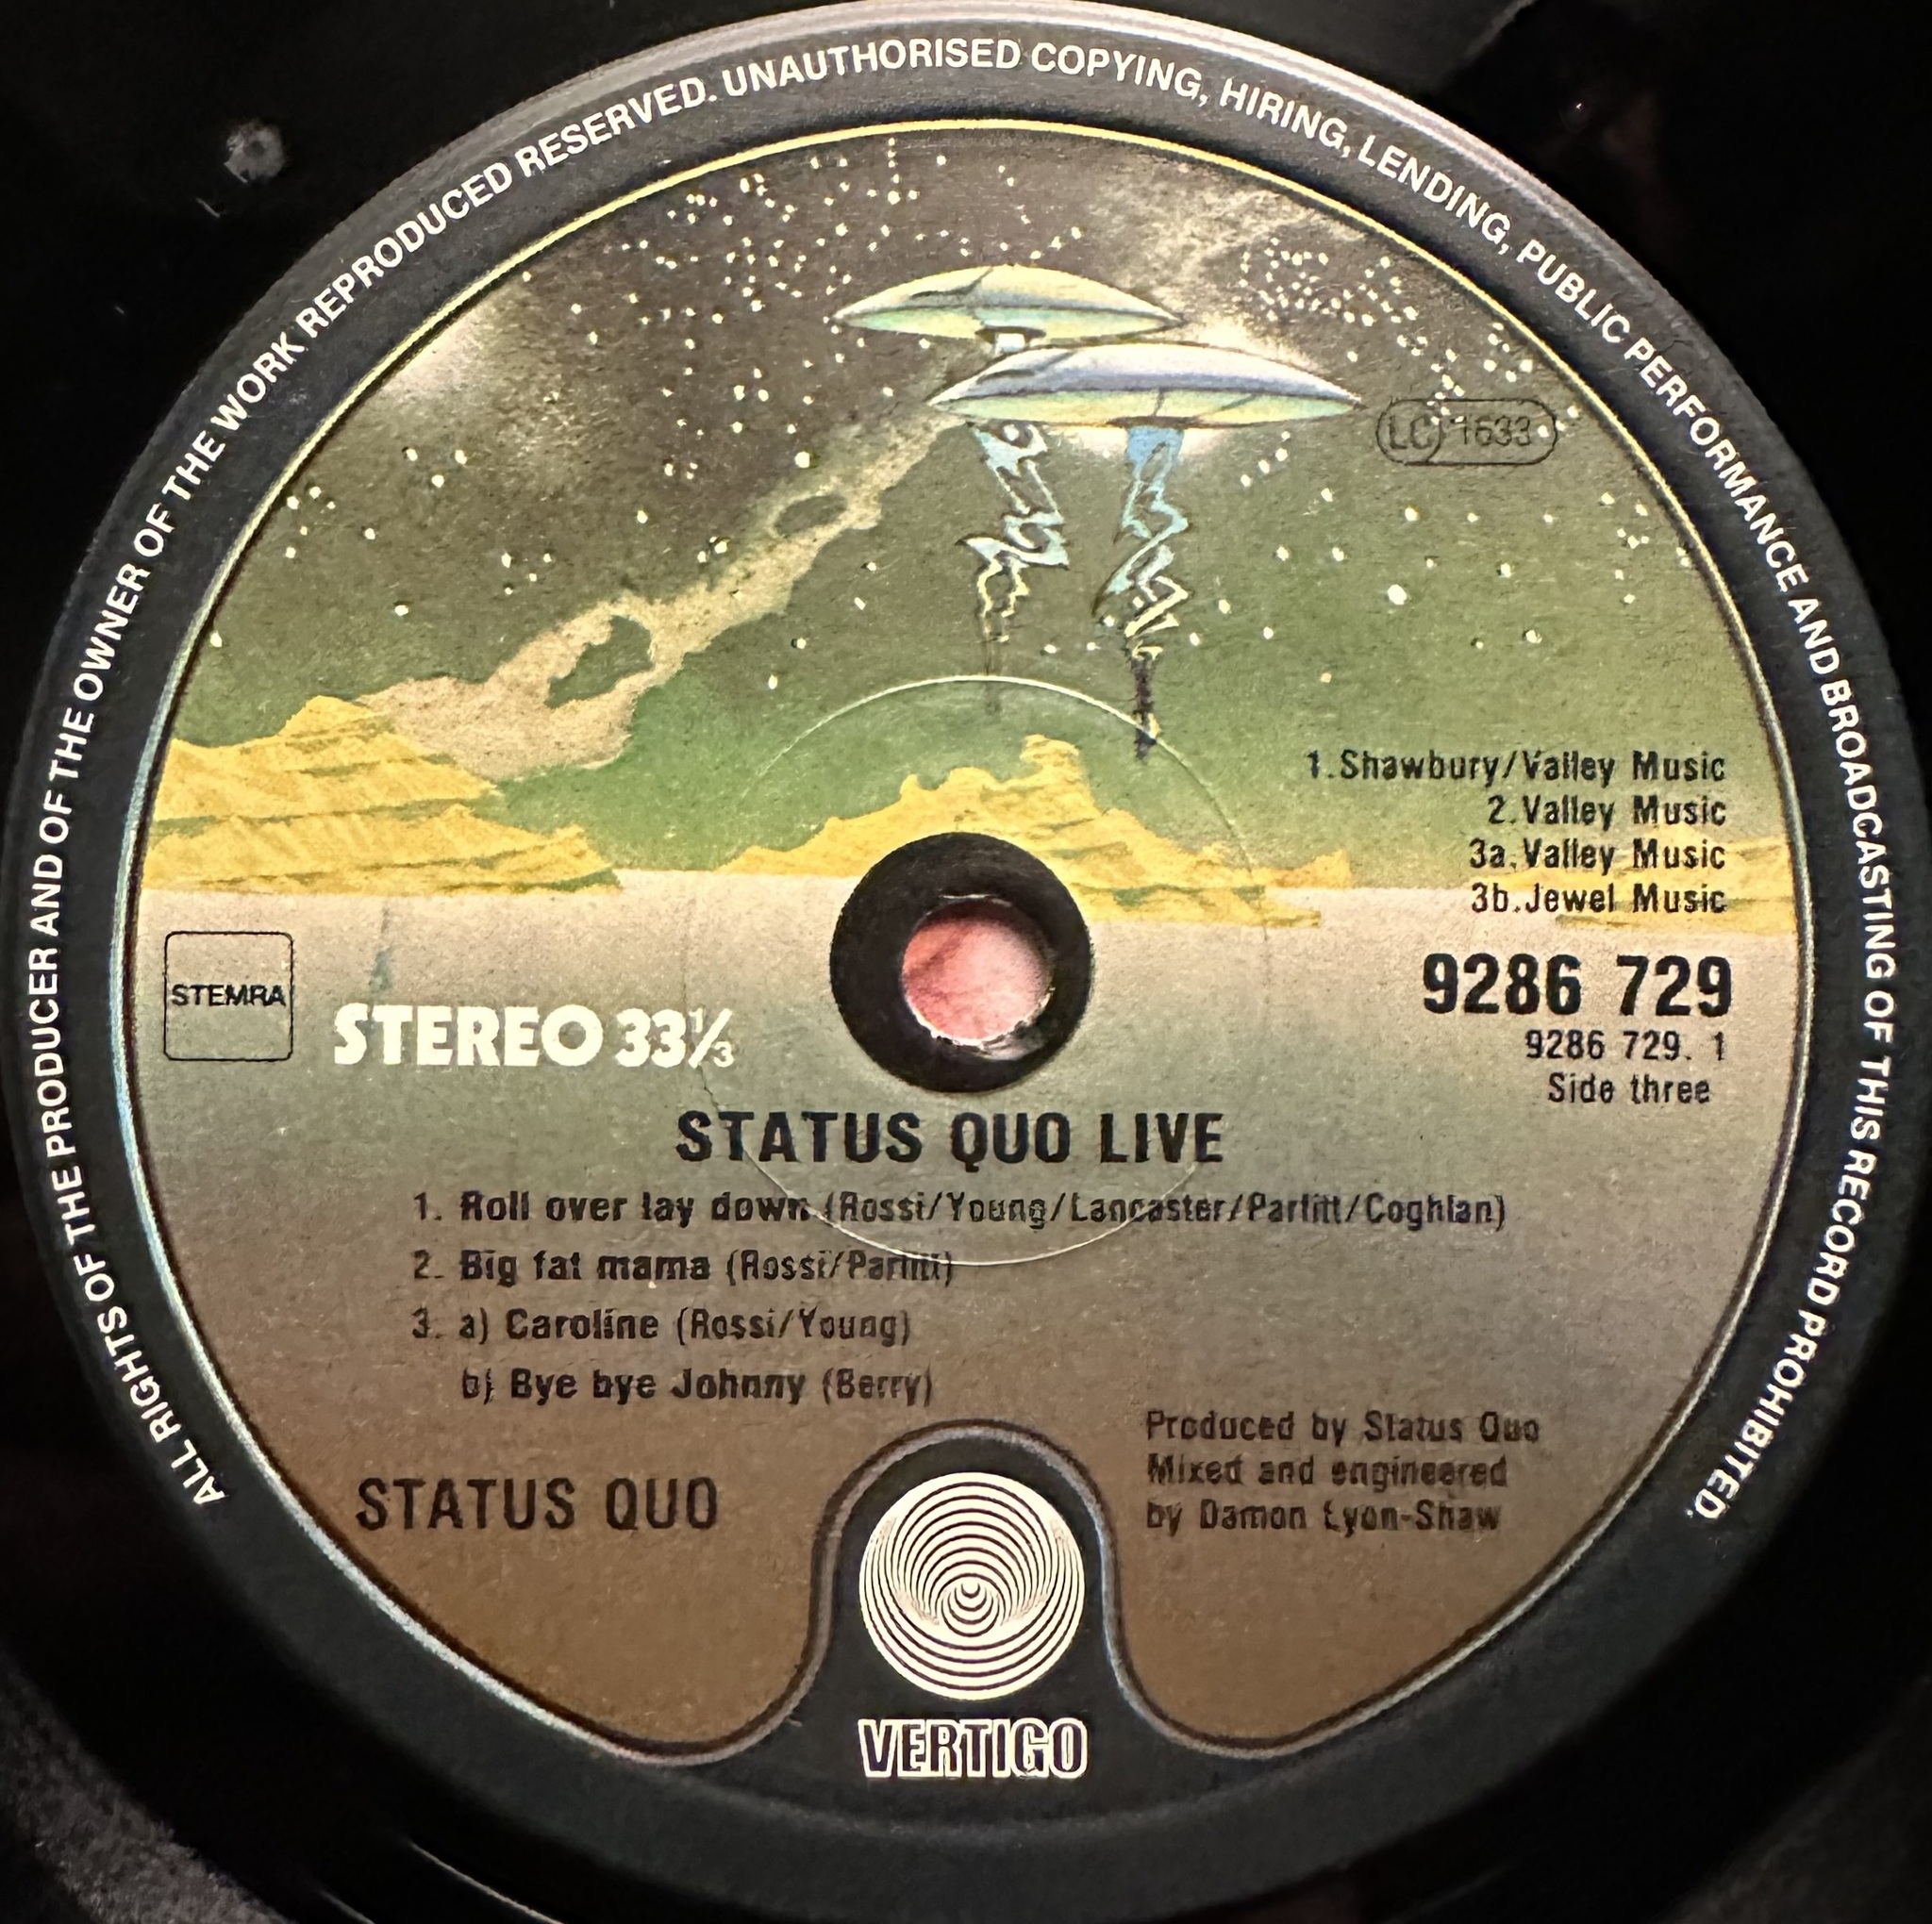 ALL RIGHTS OF THE PRODUCER AND OF THE OWNER OF THE WORK REPRODUCED RESERVED. UNAUTHORISED COPYING, HIRING, LENDING, PUBLIC PERFORMANCE AND BROADCASTING OF THIS RECORD PROHIBITED.
LC 1633
1.Shawbury/Valley Music
2.Valley Music
3a.Valley Music
3b.Jewel Music
STEMRA
STEREO 33⅓
9286 729
9286 729. 1
Side three
STATUS QUO LIVE
1. Roll over lay down (Rossi/Young/Lancaster/Parfitt/Coghlan)
2. Big fat mama (Rossi/Parfitt)
3. a) Caroline (Rossi/Young)
b) Bye bye Johnny (Berry)
STATUS QUO
Produced by Status Quo
Mixed and engineered
by Damon Lyon-Shaw
VERTIGO